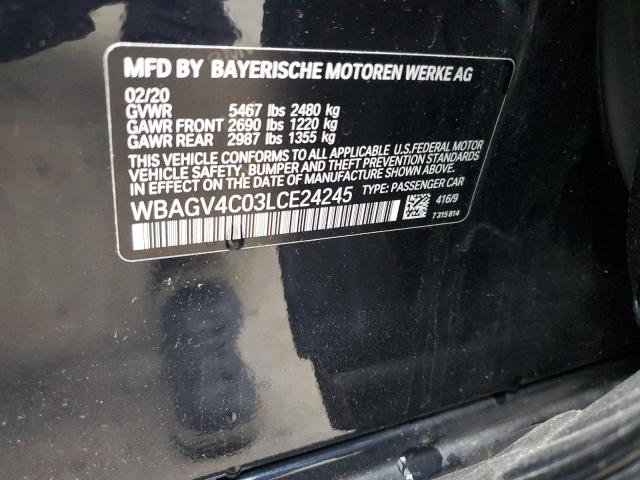 MFD BY BAYERISCHE MOTOREN WERKE AG
02/20
GVWR 5467 lbs 2480 kg
GAWR FRONT 2690 lbs 1220 kg
GAWR REAR 2987 lbs 1355 kg
THIS VEHICLE CONFORMS TO ALL APPLICABLE U.S.FEDERAL MOTOR
VEHICLE SAFETY, BUMPER AND THEFT PREVENTION STANDARDS
IN EFFECT ON THE DATE OF MANUFACTURE SHOWN ABOVE.
WBAGV4C03LCE24245 TYPE: PASSENGER CAR
416/9
7 315 814